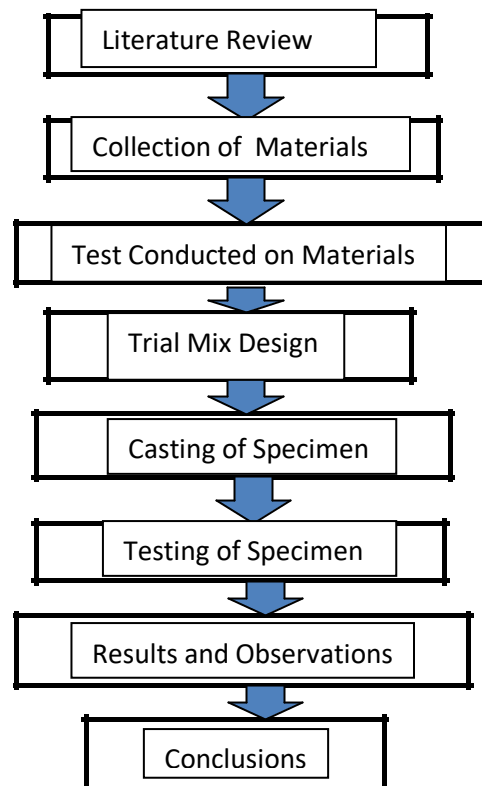 Literature Review
Collection of Materials
Test Conducted on Materials
Trial Mix Design
Casting of Specimen
Testing of Specimen
Results and Observations
Conclusions